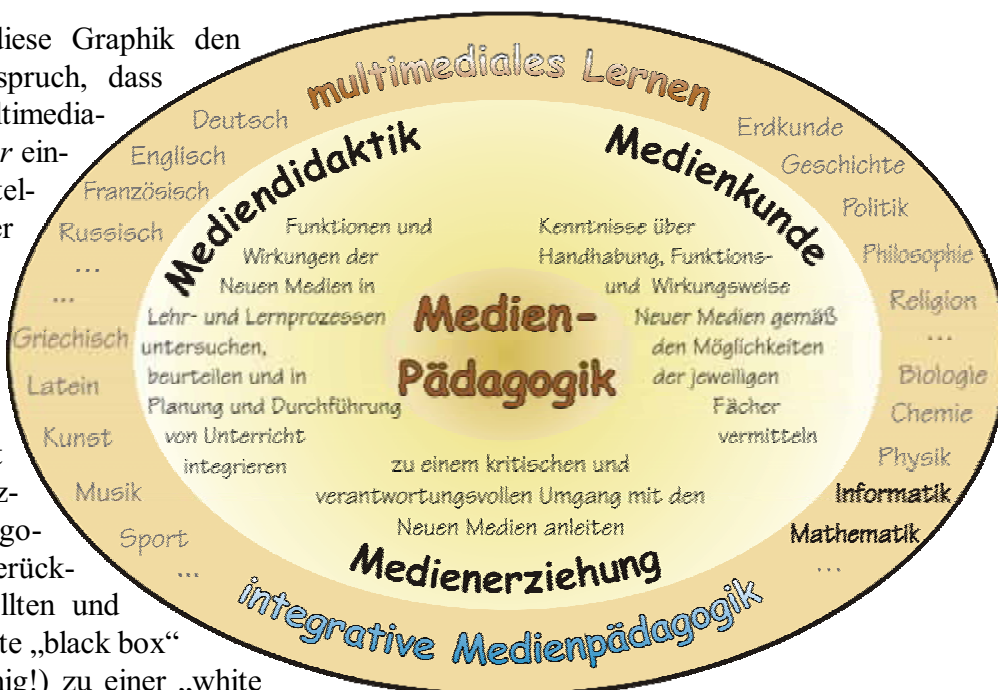 diese Graphik den
spruch, dass
ltimedia-
r ein-
tel-
er
t
z-
go-
erück-
llten und
te „black box“
nig!) zu einer „white
multimediales Lernen
Deutsch
Englisch
Französisch
Russisch
...
...
Griechisch
Latein
Kunst
Musik
Sport
...
Mediendidaktik
Funktionen und
Wirkungen der
Neuen Medien in
Lehr- und Lernprozessen
untersuchen,
beurteilen und in
Planung und Durchführung
von Unterricht
integrieren
Medien-
Pädagogik
Medienkunde
Kenntnisse über
Handhabung, Funktions-
und Wirkungsweise
Neuer Medien gemäß
den Möglichkeiten
der jeweiligen
Fächer
vermitteln
zu einem kritischen und
verantwortungsvollen Umgang mit den
Neuen Medien anleiten
Medienerziehung
Erdkunde
Geschichte
Politik
Philosophie
Religion
...
Biologie
Chemie
Physik
Informatik
Mathematik
...
integrative Medienpädagogik